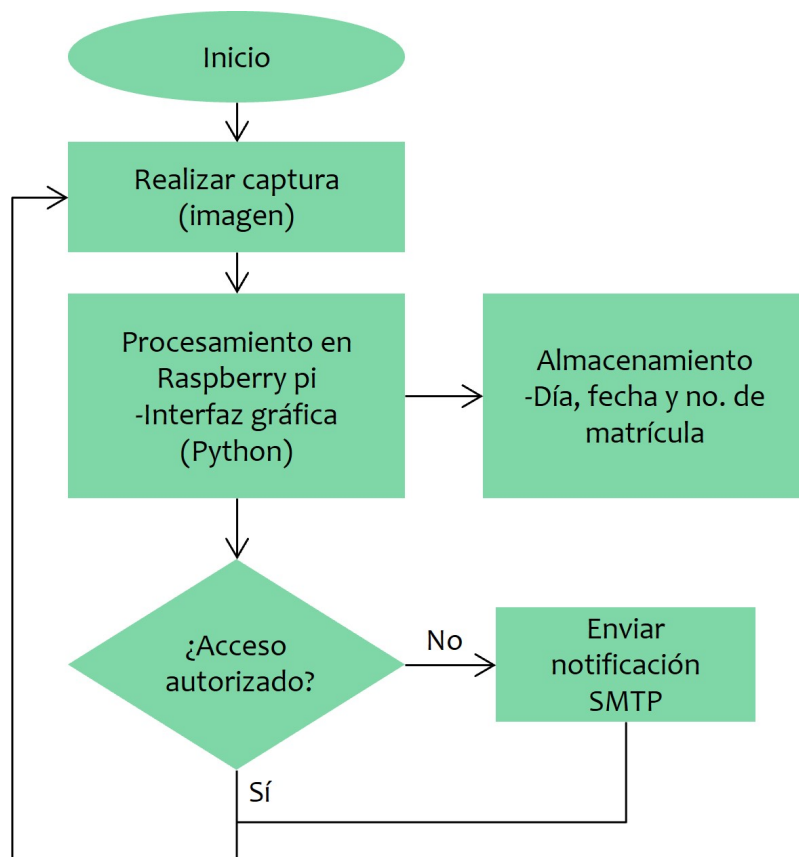 Inicio
Realizar captura
(imagen)
Procesamiento en
Raspberry pi
-Interfaz gráfica
(Python)
Almacenamiento
-Día, fecha y no. de
matrícula
¿Acceso
autorizado?
No
Enviar
notificación
SMTP
Sí